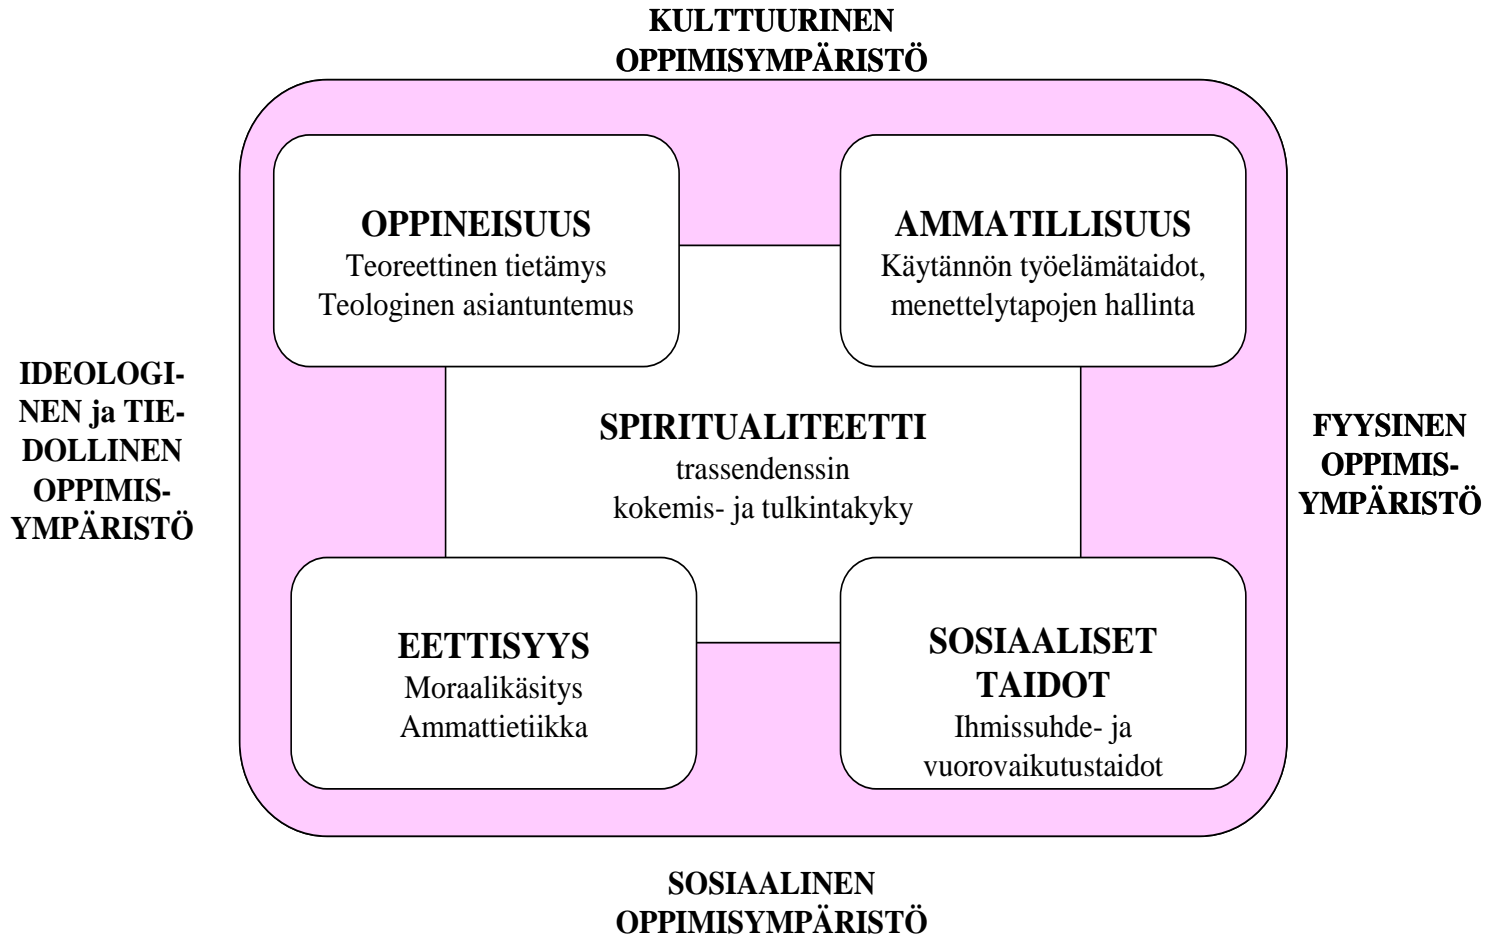 KULTTUURINEN
OPPIMISYMPÄRISTÖ
OPPINEISUUS
Teoreettinen tietämys
Teologinen asiantuntemus
AMMATILLISUUS
Käytännön työelämätaidot,
menettelytapojen hallinta
IDEOLOGI-
NEN ja TIE-
DOLLINEN
OPPIMIS-
YMPÄRISTÖ
SPIRITUALITEETTI
trassendenssin
kokemis- ja tulkintakyky
FYYSINEN
OPPIMIS-
YMPÄRISTÖ
EETTISYYS
Moraalikäsitys
Ammattietiikka
SOSIAALISET
TAIDOT
Ihmissuhde- ja
vuorovaikutustaidot
SOSIAALINEN
OPPIMISYMPÄRISTÖ